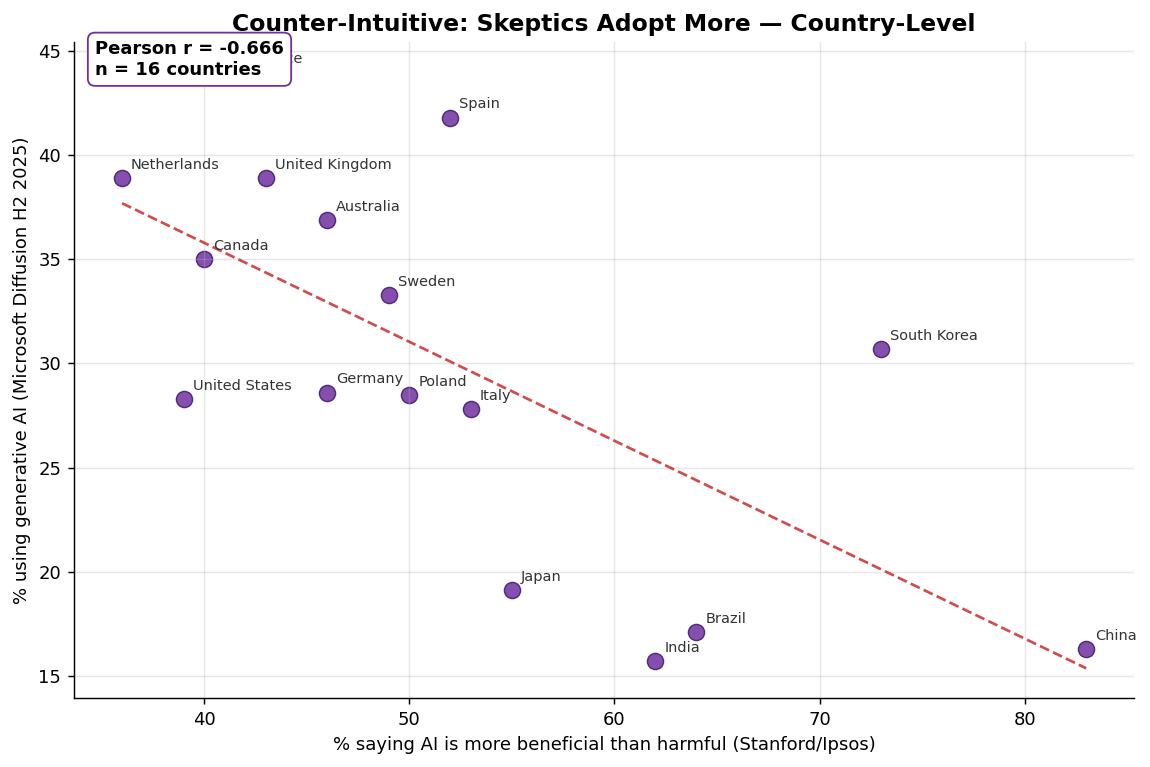 Counter-Intuitive: Skeptics Adopt More — Country-Level
Pearson r = -0.666
n = 16 countries
Spain
Netherlands
United Kingdom
Australia
Canada
Sweden
South Korea
United States
Germany
Poland
Italy
Japan
Brazil
India
China
45
40
35
30
25
20
15
% using generative AI (Microsoft Diffusion H2 2025)
40
50
60
70
80
% saying AI is more beneficial than harmful (Stanford/Ipsos)